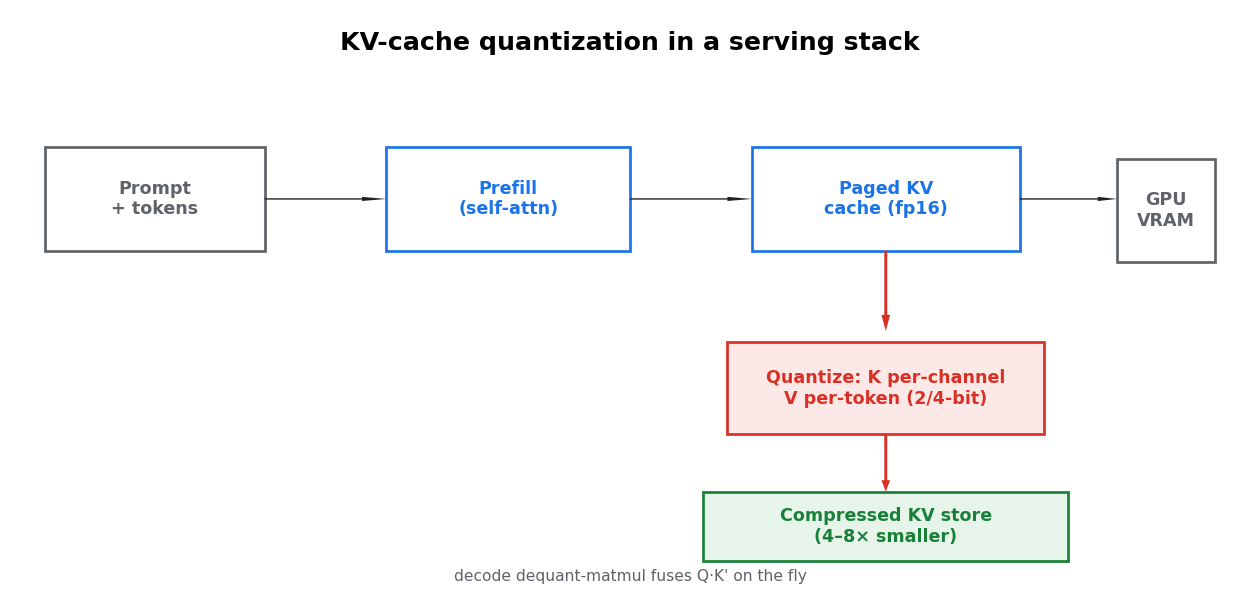 KV-cache quantization in a serving stack
Prompt
+ tokens
Prefill
(self-attn)
Paged KV
cache (fp16)
GPU
VRAM
Quantize: K per-channel
V per-token (2/4-bit)
Compressed KV store
(4–8× smaller)
decode dequant-matmul fuses Q·K' on the fly